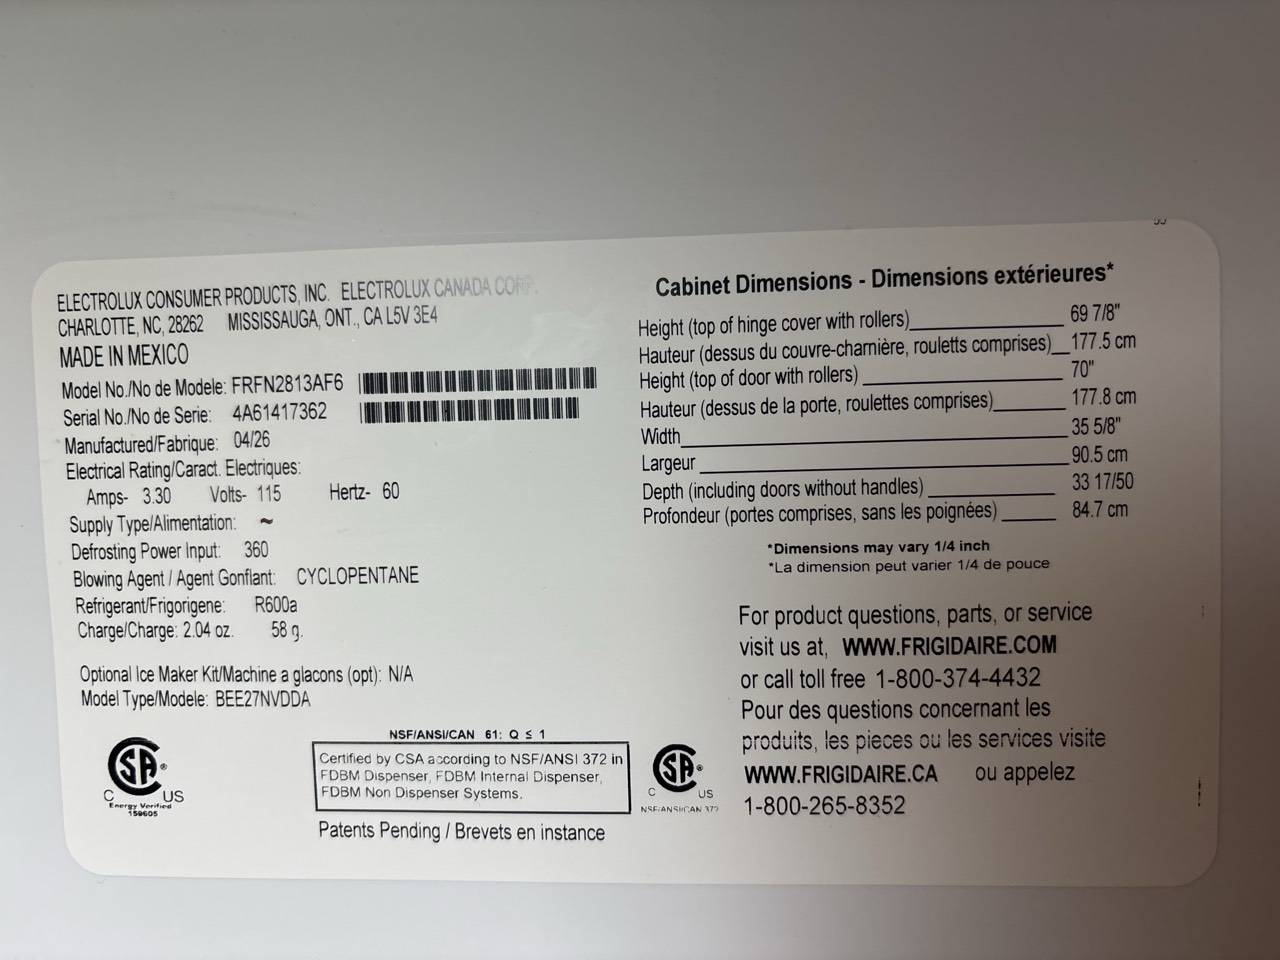 ELECTROLUX CONSUMER PRODUCTS, INC. ELECTROLUX CANADA CORP.
CHARLOTTE, NC, 28262 MISSISSAUGA, ONT., CA L5V 3E4
MADE IN MEXICO
Model No./No de Modele: FRFN2813AF6
Serial No./No de Serie: 4A61417362
Manufactured/Fabrique: 04/26
Electrical Rating/Caract. Electriques:
Amps- 3.30 Volts- 115 Hertz- 60
Supply Type/Alimentation: ~
Defrosting Power Input: 360
Blowing Agent / Agent Gonflant: CYCLOPENTANE
Refrigerant/Frigorigene: R600a
Charge/Charge: 2.04 oz. 58 g.
Optional Ice Maker Kit/Machine a glacons (opt): N/A
Model Type/Modele: BEE27NVDDA
SA
C US
Energy Verified
159605
NSF/ANSI/CAN 61: Q ≤ 1
Certified by CSA according to NSF/ANSI 372 in
FDBM Dispenser, FDBM Internal Dispenser,
FDBM Non Dispenser Systems.
Patents Pending / Brevets en instance
SA
C US
NSF/ANSI/CAN 372
Cabinet Dimensions - Dimensions extérieures*
Height (top of hinge cover with rollers) 69 7/8"
Hauteur (dessus du couvre-charnière, rouletts comprises) 177.5 cm
Height (top of door with rollers) 70"
Hauteur (dessus de la porte, roulettes comprises) 177.8 cm
Width 35 5/8"
Largeur 90.5 cm
Depth (including doors without handles) 33 17/50
Profondeur (portes comprises, sans les poignées) 84.7 cm
*Dimensions may vary 1/4 inch
*La dimension peut varier 1/4 de pouce
For product questions, parts, or service
visit us at, WWW.FRIGIDAIRE.COM
or call toll free 1-800-374-4432
Pour des questions concernant les
produits, les pieces ou les services visite
WWW.FRIGIDAIRE.CA ou appelez
1-800-265-8352